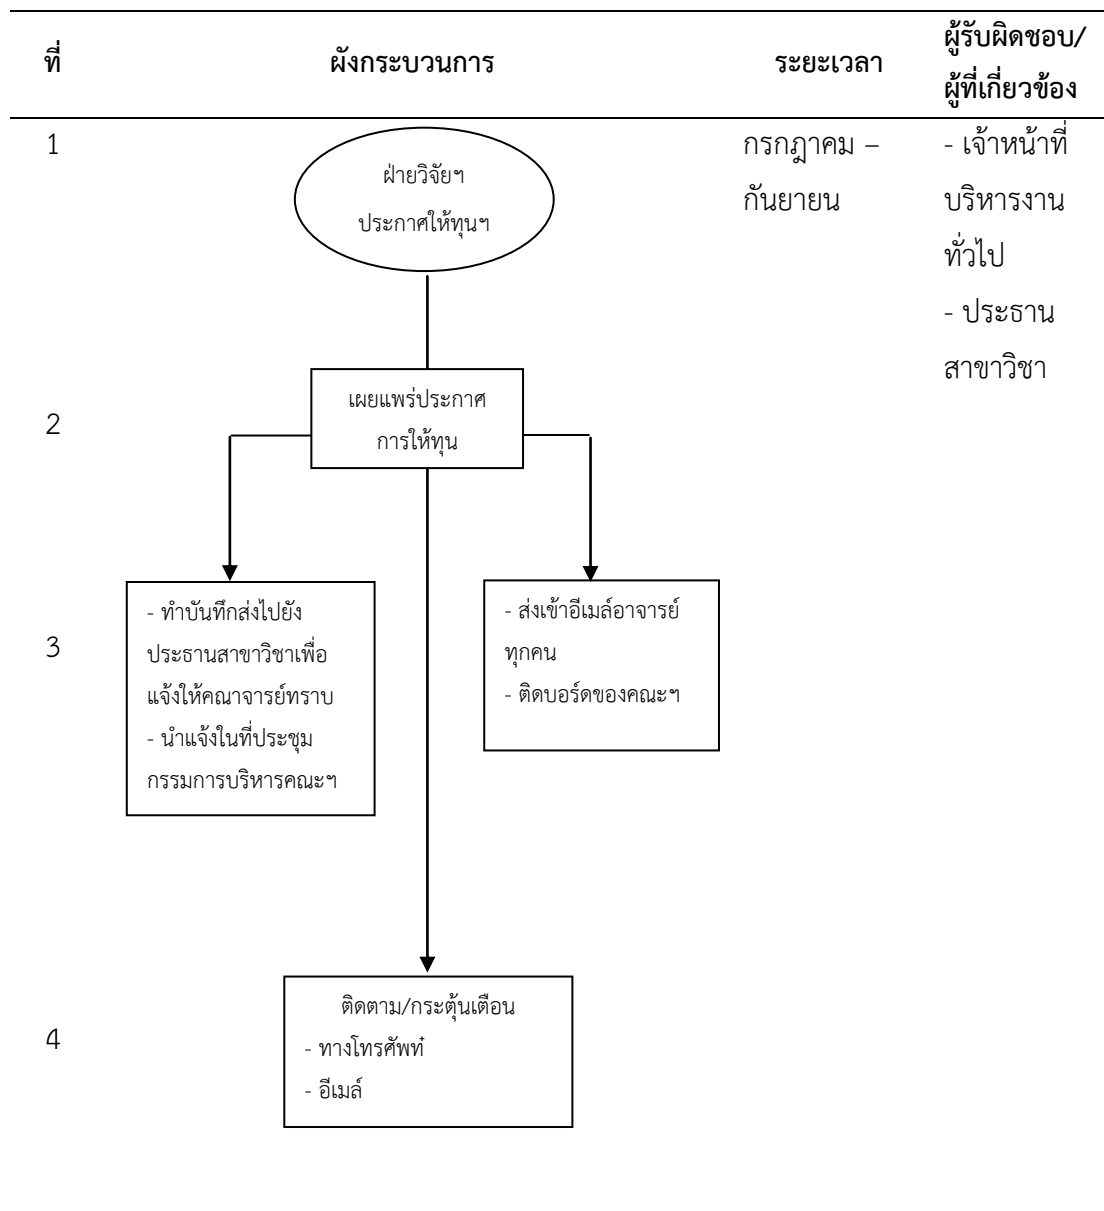 ที่
ผังกระบวนการ
ระยะเวลา
ผู้รับผิดชอบ/
ผู้ที่เกี่ยวข้อง
1
ฝ่ายวิจัยฯ
ประกาศให้ทุนฯ
กรกฎาคม –
กันยายน
- เจ้าหน้าที่
บริหารงาน
ทั่วไป
- ประธาน
สาขาวิชา
2
เผยแพร่ประกาศ
การให้ทุน
3
- ทำบันทึกส่งไปยัง
ประธานสาขาวิชาเพื่อ
แจ้งให้คณาจารย์ทราบ
- นำแจ้งในที่ประชุม
กรรมการบริหารคณะฯ
- ส่งเข้าอีเมล์อาจารย์
ทุกคน
- ติดบอร์ดของคณะฯ
4
ติดตาม/กระตุ้นเตือน
- ทางโทรศัพท๋
- อีเมล์